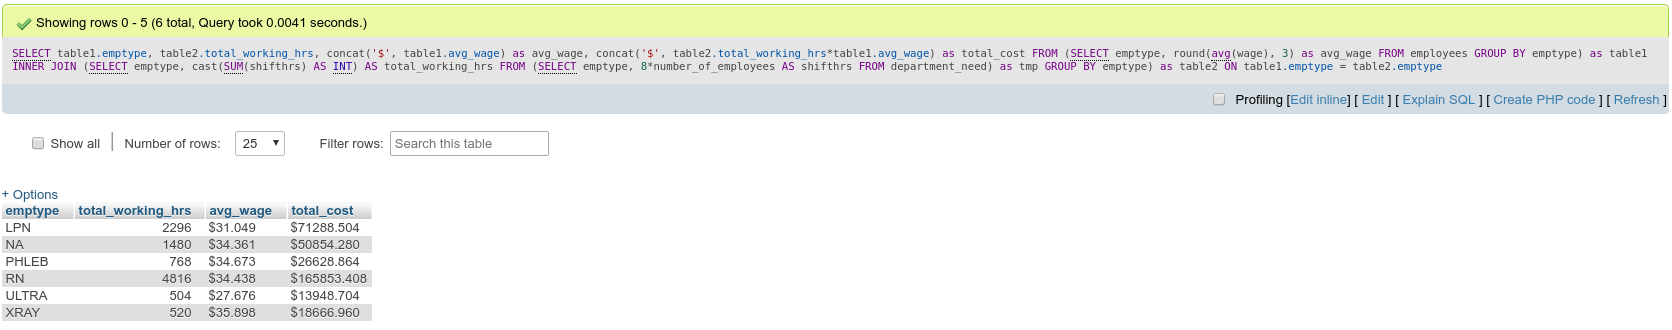 Showing rows 0 - 5 (6 total, Query took 0.0041 seconds.)
SELECT table1.emptype, table2.total_working_hrs, concat('$', table1.avg_wage) as avg_wage, concat('$', table2.total_working_hrs*table1.avg_wage) as total_cost FROM (SELECT emptype, round(avg(wage), 3) as avg_wage FROM employees GROUP BY emptype) as table1
INNER JOIN (SELECT emptype, cast(SUM(shifthrs) AS INT) AS total_working_hrs FROM (SELECT emptype, 8*number_of_employees AS shifthrs FROM department_need) as tmp GROUP BY emptype) as table2 ON table1.emptype = table2.emptype
Profiling [Edit inline] [ Edit ] [ Explain SQL ] [ Create PHP code ] [ Refresh ]
Show all | Number of rows: 25 Filter rows: Search this table
+ Options
emptype total_working_hrs avg_wage total_cost
LPN 2296 $31.049 $71288.504
NA 1480 $34.361 $50854.280
PHLEB 768 $34.673 $26628.864
RN 4816 $34.438 $165853.408
ULTRA 504 $27.676 $13948.704
XRAY 520 $35.898 $18666.960